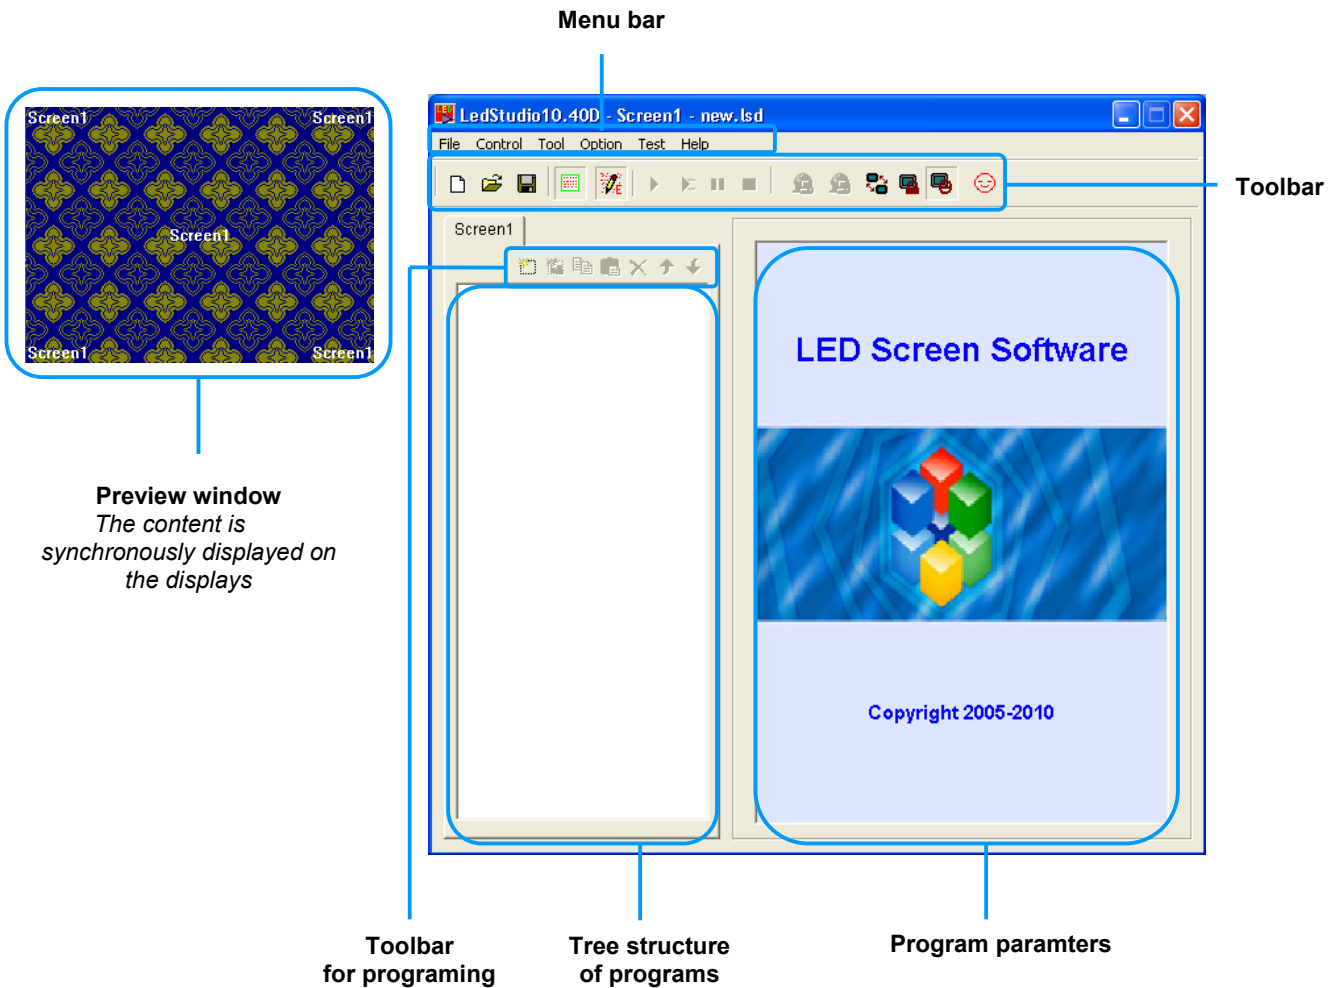 Menu bar
LedStudio10.40D - Screen1 - new.lsd
File Control Tool Option Test Help
Toolbar
Screen1 Screen1
Screen1
Screen1 Screen1
Screen1
LED Screen Software
Copyright 2005-2010
Preview window
The content is
synchronously displayed on
the displays
Toolbar
for programing
Tree structure
of programs
Program paramters